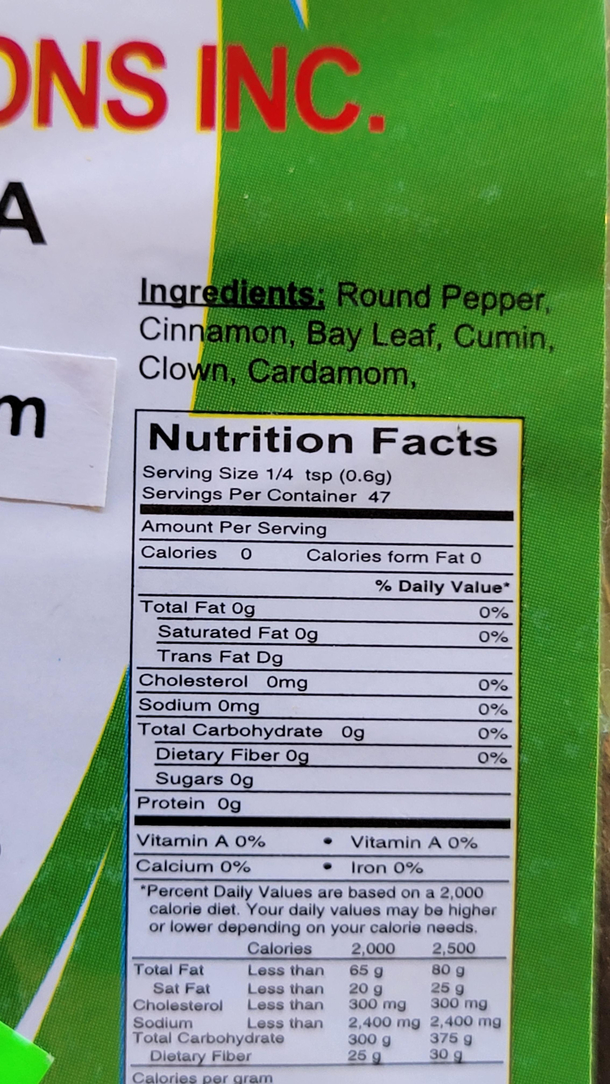 ONS INC.
A
m
Ingredients: Round Pepper,
Cinnamon, Bay Leaf, Cumin,
Clown, Cardamom,
Nutrition Facts
Serving Size 1/4 tsp (0.6g)
Servings Per Container 47
Amount Per Serving
Calories 0 Calories form Fat 0
% Daily Value*
Total Fat 0g 0%
Saturated Fat 0g 0%
Trans Fat Dg
Cholesterol 0mg 0%
Sodium 0mg 0%
Total Carbohydrate 0g 0%
Dietary Fiber 0g 0%
Sugars 0g
Protein 0g
Vitamin A 0% • Vitamin A 0%
Calcium 0% • Iron 0%
*Percent Daily Values are based on a 2,000
calorie diet. Your daily values may be higher
or lower depending on your calorie needs.
Calories 2,000 2,500
Total Fat Less than 65 g 80 g
Sat Fat Less than 20 g 25 g
Cholesterol Less than 300 mg 300 mg
Sodium Less than 2,400 mg 2,400 mg
Total Carbohydrate 300 g 375 g
Dietary Fiber 25 g 30 g
Calories per gram